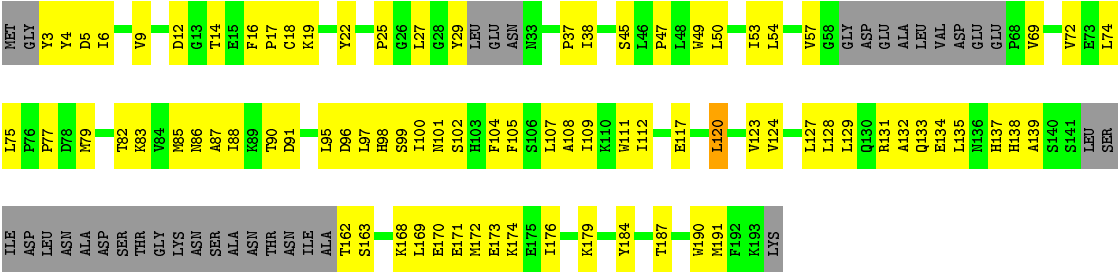 MET GLY Y3 Y4 D5 I6 V9 D12 G13 T14 E15 F16 P17 C18 K19 Y22 P25 G26 L27 G28 Y29 LEU GLU ASN N33 P37 I38 S45 L46 P47 L48 W49 L50 I53 L54 V57 G58 GLY ASP GLU ALA LEU VAL ASP GLU GLU P68 V69 V72 E73 L74
L75 P76 P77 D78 M79 T82 K83 V84 M85 N86 A87 I88 K89 T90 D91 L95 D96 L97 H98 S99 I100 N101 S102 H103 F104 F105 S106 L107 A108 I109 K110 W111 I112 E117 L120 V123 V124 L127 L128 L129 Q130 R131 A132 Q133 E134 L135 N136 H137 H138 A139 S140 S141 LEU SER
ILE ASP LEU ASN ALA ASP SER THR GLY LYS ASN SER ALA ASN THR ASN ILE ALA T162 S163 K168 L169 E170 E171 M172 E173 K174 E175 I176 K179 Y184 T187 W190 M191 F192 K193 LYS